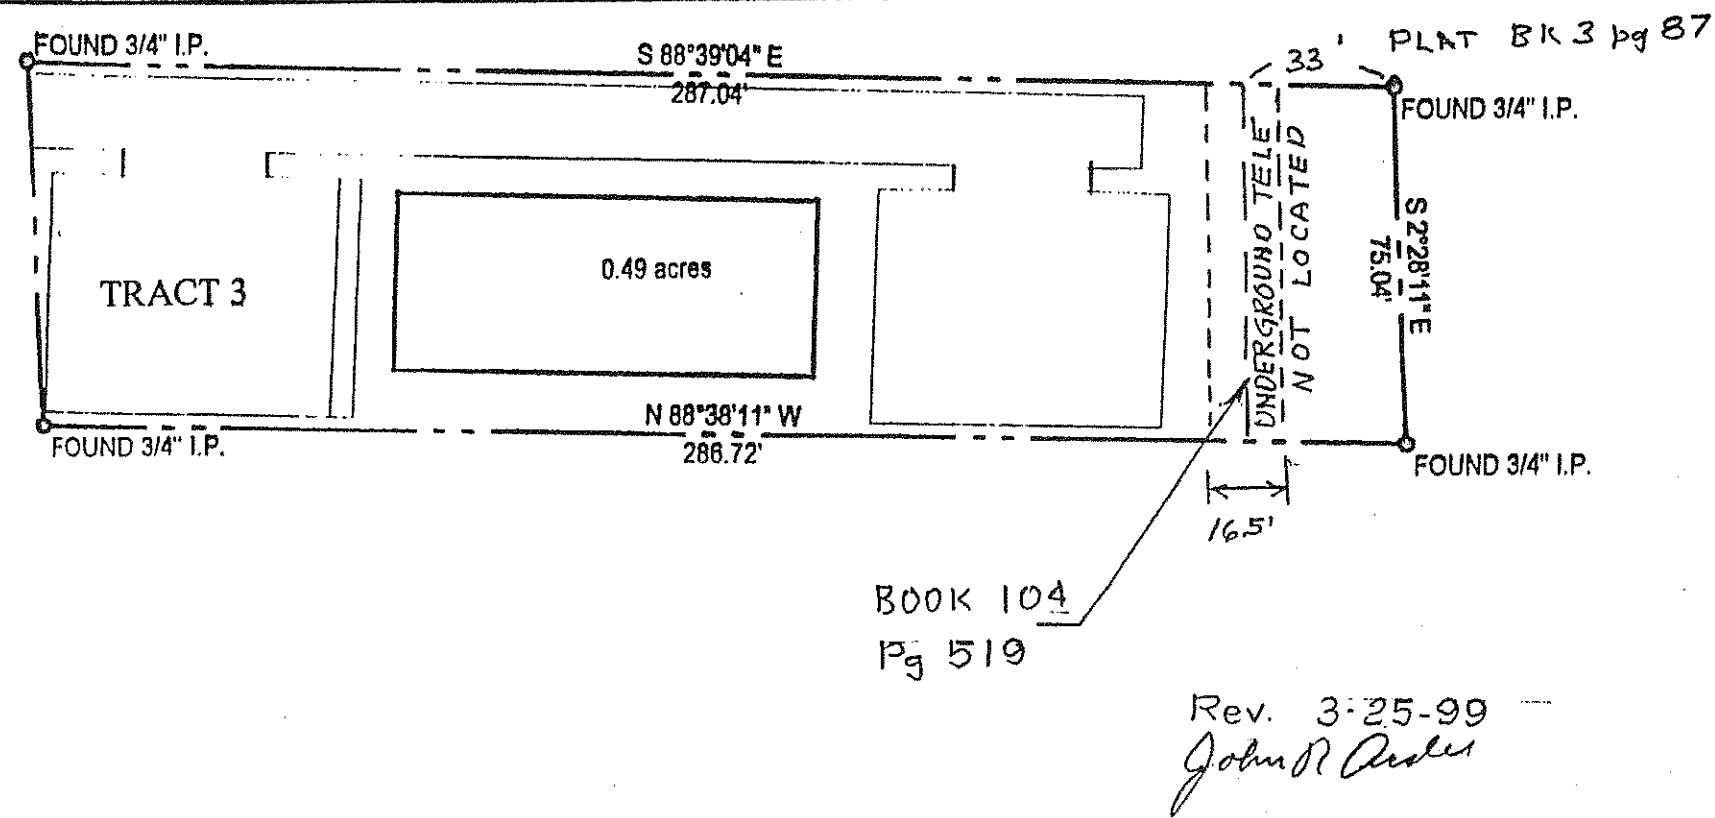 FOUND 3/4" I.P.
S 88°39'04" E
287.04'
33' PLAT BK 3 pg 87
FOUND 3/4" I.P.
UNDERGROUND TELE
NOT LOCATED
S 2°28'11" E
75.04'
TRACT 3
0.49 acres
N 88°38'11" W
286.72'
FOUND 3/4" I.P.
FOUND 3/4" I.P.
16.5'
BOOK 104
Pg 519
Rev. 3-25-99
John R